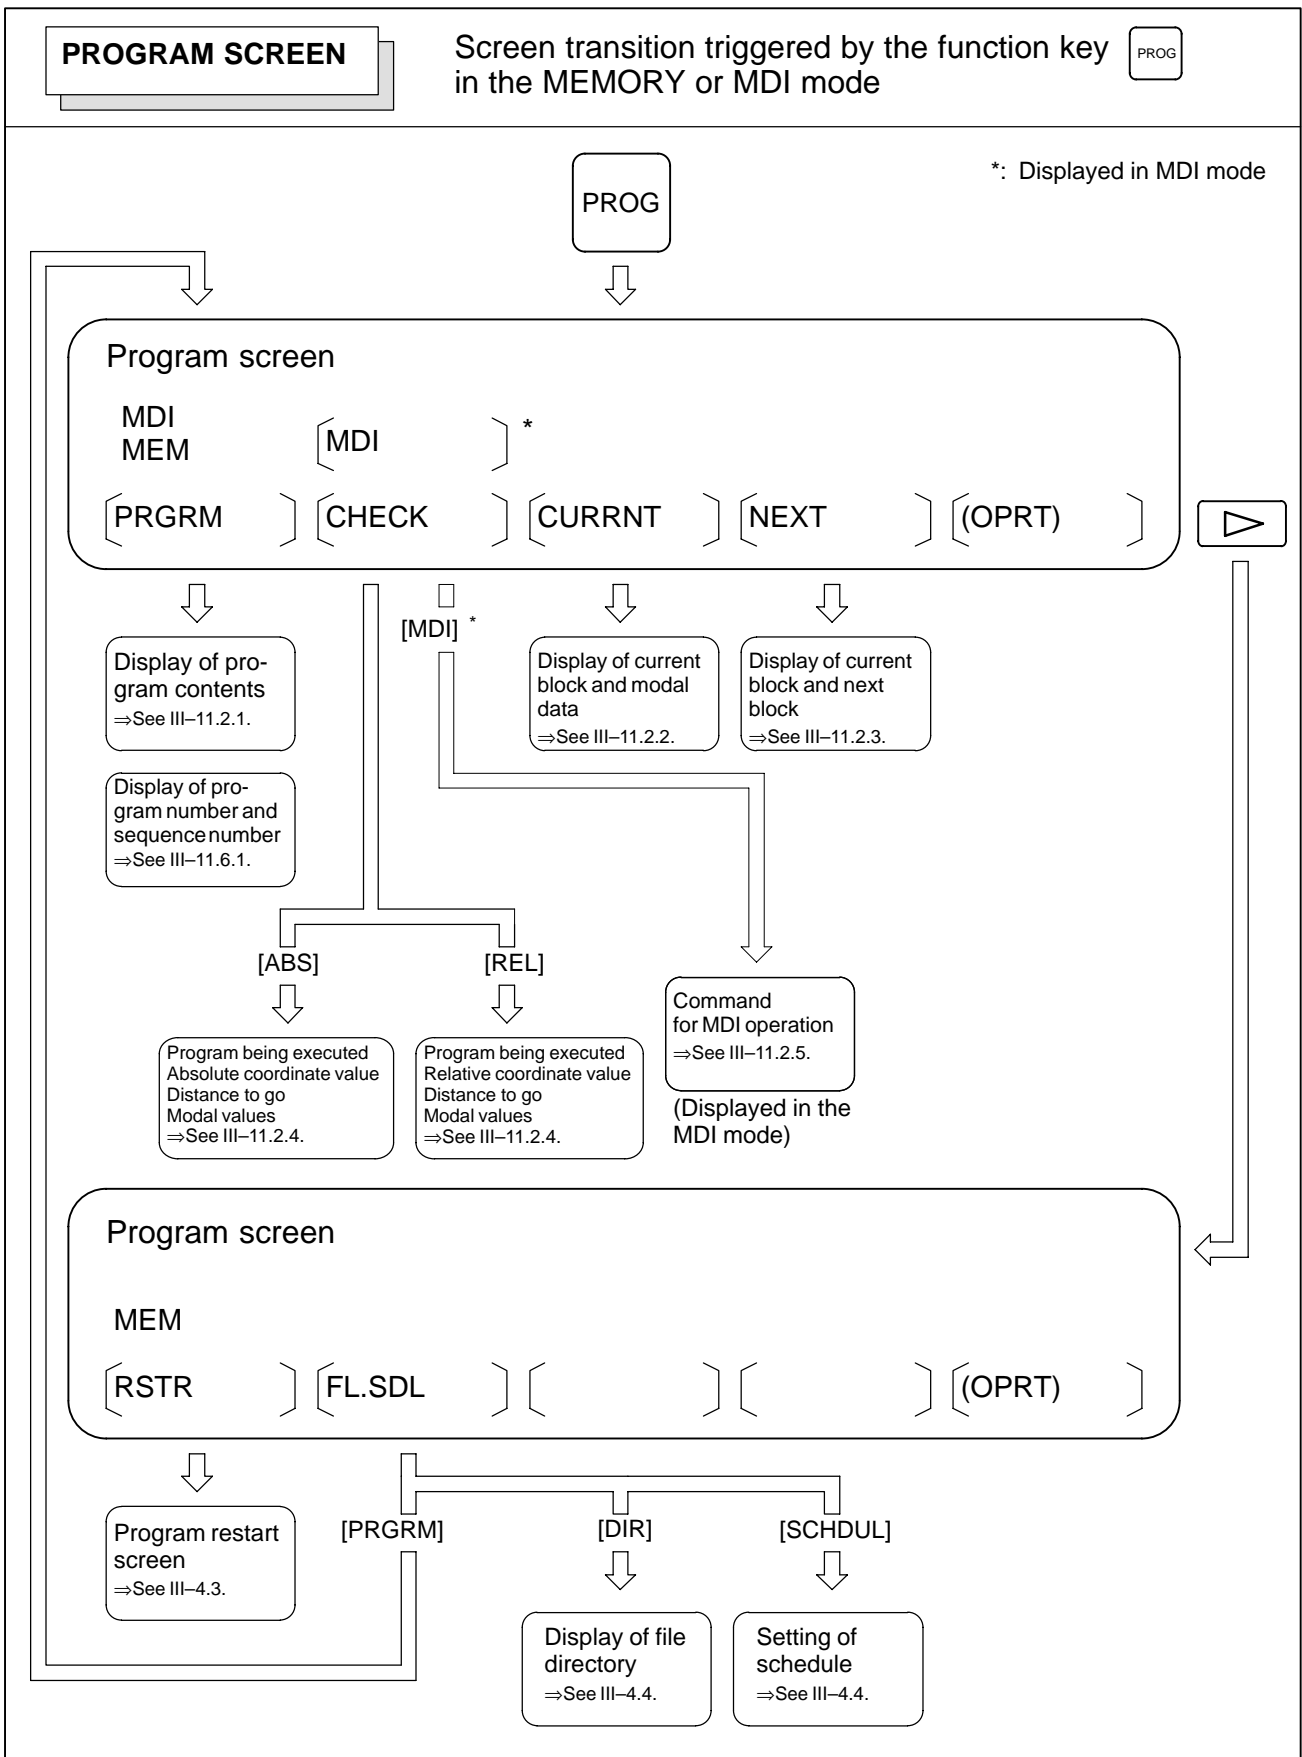 PROGRAM SCREEN
Screen transition triggered by the function key
in the MEMORY or MDI mode
PROG
*: Displayed in MDI mode
PROG
Program screen
MDI
MEM
[MDI] *
[PRGRM] [CHECK] [CURRNT] [NEXT] [(OPRT)]
[MDI] *
Display of pro-
gram contents
⇒See III–11.2.1.
Display of current
block and modal
data
⇒See III–11.2.2.
Display of current
block and next
block
⇒See III–11.2.3.
Display of pro-
gram number and
sequence number
⇒See III–11.6.1.
[ABS]
[REL]
Program being executed
Absolute coordinate value
Distance to go
Modal values
⇒See III–11.2.4.
Program being executed
Relative coordinate value
Distance to go
Modal values
⇒See III–11.2.4.
Command
for MDI operation
⇒See III–11.2.5.
(Displayed in the
MDI mode)
Program screen
MEM
[RSTR] [FL.SDL] [ ] [ ] [(OPRT)]
[PRGRM]
[DIR]
[SCHDUL]
Program restart
screen
⇒See III–4.3.
Display of file
directory
⇒See III–4.4.
Setting of
schedule
⇒See III–4.4.